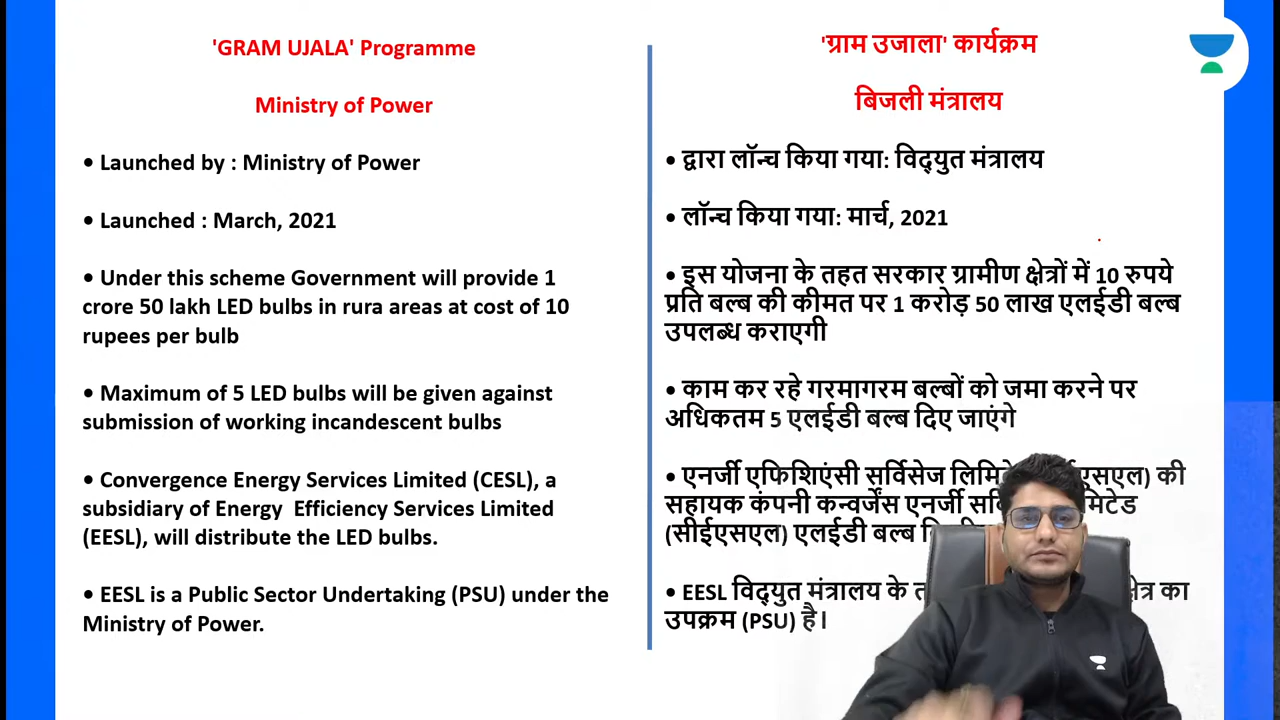 'GRAM UJALA' Programme
Ministry of Power
• Launched by : Ministry of Power
• Launched : March, 2021
• Under this scheme Government will provide 1
crore 50 lakh LED bulbs in rura areas at cost of 10
rupees per bulb
• Maximum of 5 LED bulbs will be given against
submission of working incandescent bulbs
• Convergence Energy Services Limited (CESL), a
subsidiary of Energy Efficiency Services Limited
(EESL), will distribute the LED bulbs.
• EESL is a Public Sector Undertaking (PSU) under the
Ministry of Power.
'ग्राम उजाला' कार्यक्रम
बिजली मंत्रालय
• द्वारा लॉन्च किया गया: विद्युत मंत्रालय
• लॉन्च किया गया: मार्च, 2021
• इस योजना के तहत सरकार ग्रामीण क्षेत्रों में 10 रुपये
प्रति बल्ब की कीमत पर 1 करोड़ 50 लाख एलईडी बल्ब
उपलब्ध कराएगी
• काम कर रहे गरमागरम बल्बों को जमा करने पर
अधिकतम 5 एलईडी बल्ब दिए जाएंगे
• एनर्जी एफिशिएंसी सर्विसेज की
सहायक कंपनी कन्वर्जेंस एनर्जी
(सीईएसएल) एलईडी बल्ब
• EESL विद्युत मंत्रालय के का
उपक्रम (PSU) है।